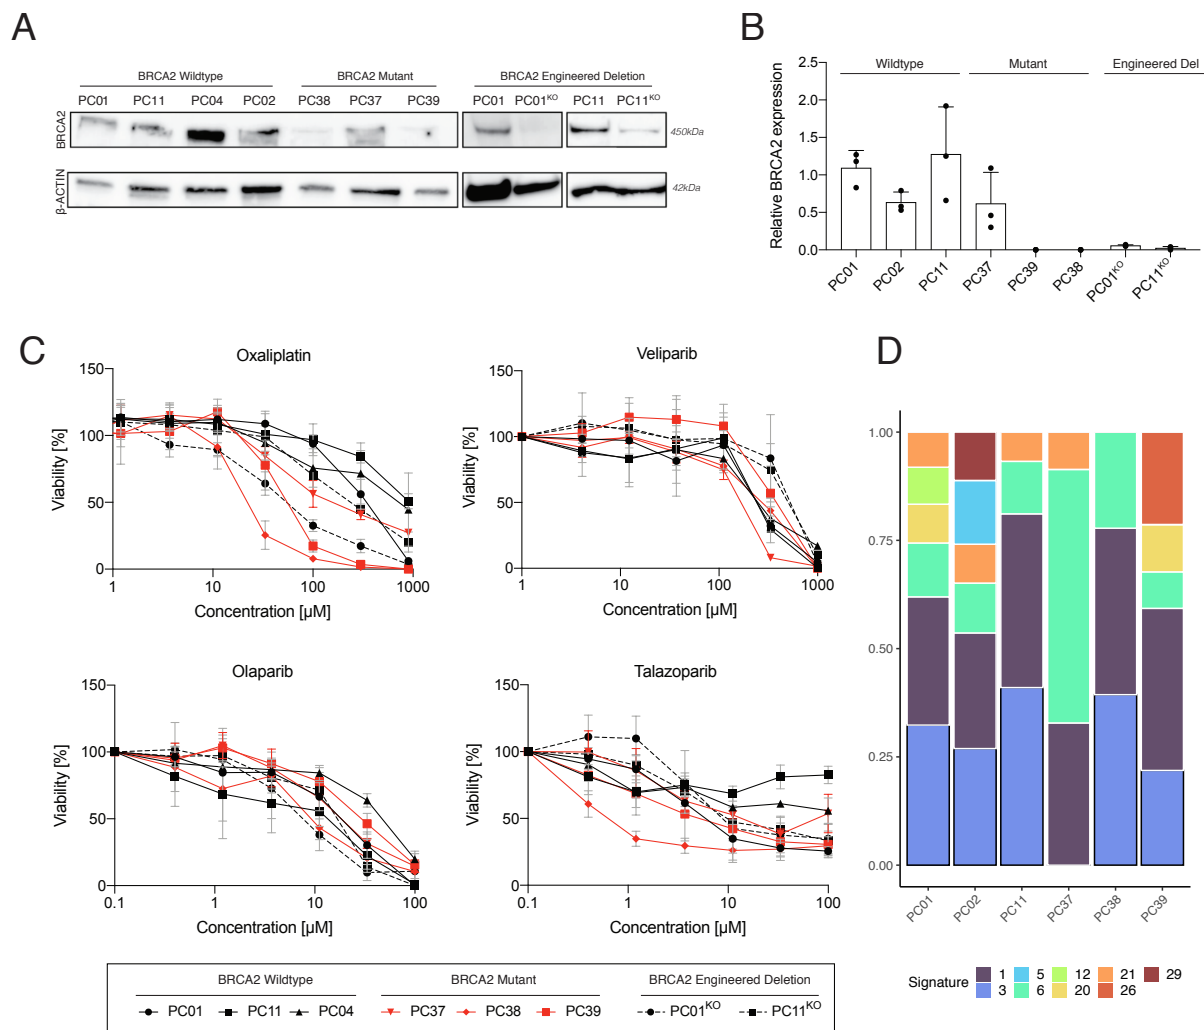 A
BRCA2 Wildtype BRCA2 Mutant BRCA2 Engineered Deletion
PC01 PC11 PC04 PC02 PC38 PC37 PC39 PC01 PC01KO PC11 PC11KO
BRCA2
450kDa
β-ACTIN
42kDa
B
Wildtype Mutant Engineered Del
Relative BRCA2 expression
2.5
2.0
1.5
1.0
0.5
0.0
PC01 PC02 PC11 PC37 PC39 PC38 PC01KO PC11KO
C
Oxaliplatin
Viability [%]
150
100
50
0
1 10 100 1000
Concentration [µM]
Veliparib
Viability [%]
150
100
50
0
1 10 100 1000
Concentration [µM]
Olaparib
Viability [%]
150
100
50
0
0.1 1 10 100
Concentration [µM]
Talazoparib
Viability [%]
150
100
50
0
0.1 1 10 100
Concentration [µM]
BRCA2 Wildtype BRCA2 Mutant BRCA2 Engineered Deletion
PC01 PC11 PC04 PC37 PC38 PC39 PC01KO PC11KO
D
1.00
0.75
0.50
0.25
0.00
PC01 PC02 PC11 PC37 PC38 PC39
Signature 1 5 12 21 29
3 6 20 26